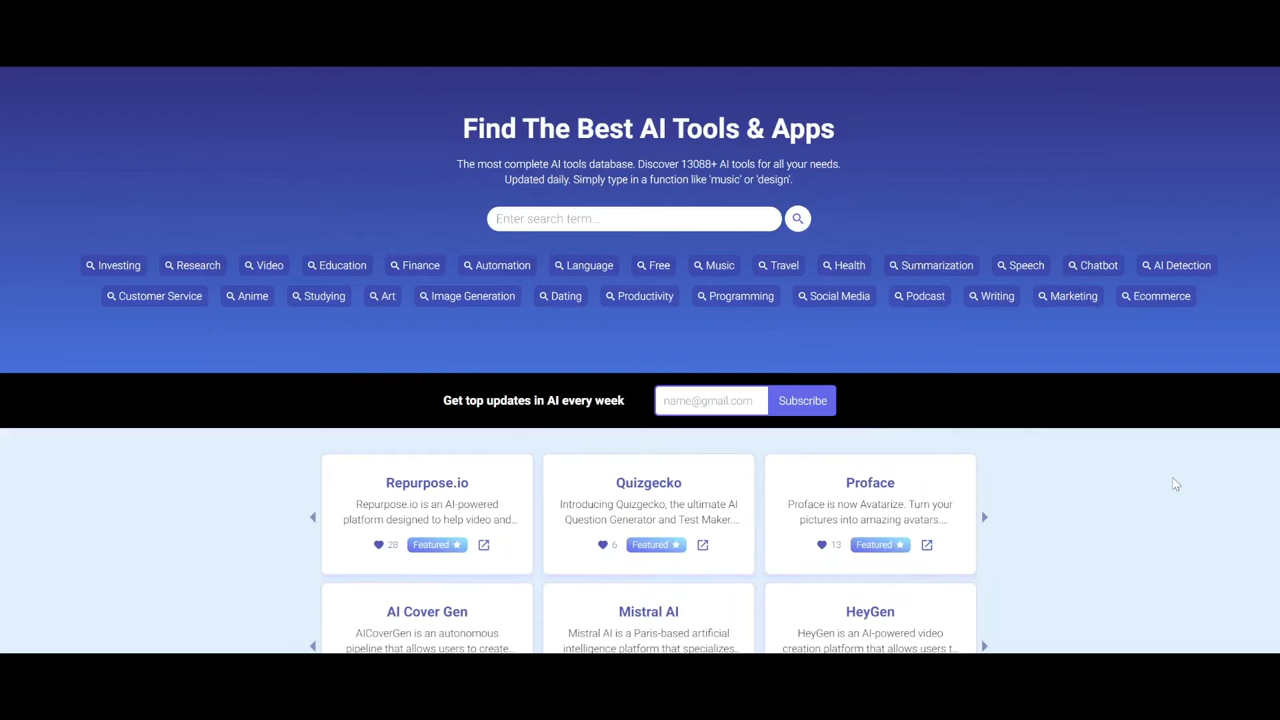 Find The Best AI Tools & Apps
The most complete AI tools database. Discover 13088+ AI tools for all your needs.
Updated daily. Simply type in a function like 'music' or 'design'.
Enter search term...
Investing Research Video Education Finance Automation Language Free Music Travel Health Summarization Speech Chatbot AI Detection
Customer Service Anime Studying Art Image Generation Dating Productivity Programming Social Media Podcast Writing Marketing Ecommerce
Get top updates in AI every week name@gmail.com Subscribe
Repurpose.io Quizgecko Proface
Repurpose.io is an AI-powered Introducing Quizgecko, the ultimate AI Proface is now Avatarize. Turn your
platform designed to help video and... Question Generator and Test Maker.... pictures into amazing avatars....
28 Featured 6 Featured 13 Featured
AI Cover Gen Mistral AI HeyGen
AICoverGen is an autonomous Mistral AI is a Paris-based artificial HeyGen is an AI-powered video
pipeline that allows users to create... intelligence platform that specializes... creation platform that allows users t...